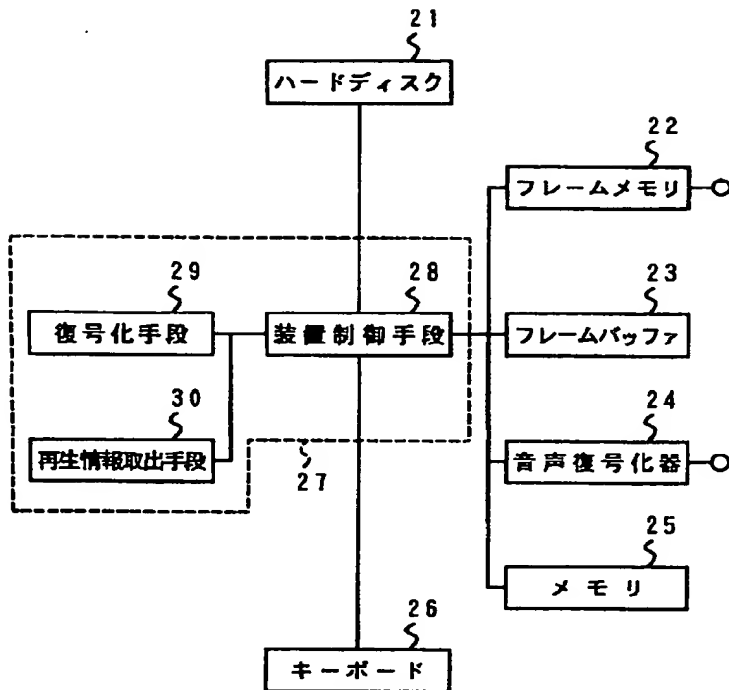 21
ハードディスク
22
フレームメモリ
29
復号化手段
28
装置制御手段
23
フレームバッファ
30
再生情報取出手段
27
24
音声復号化器
25
メモリ
26
キーボード